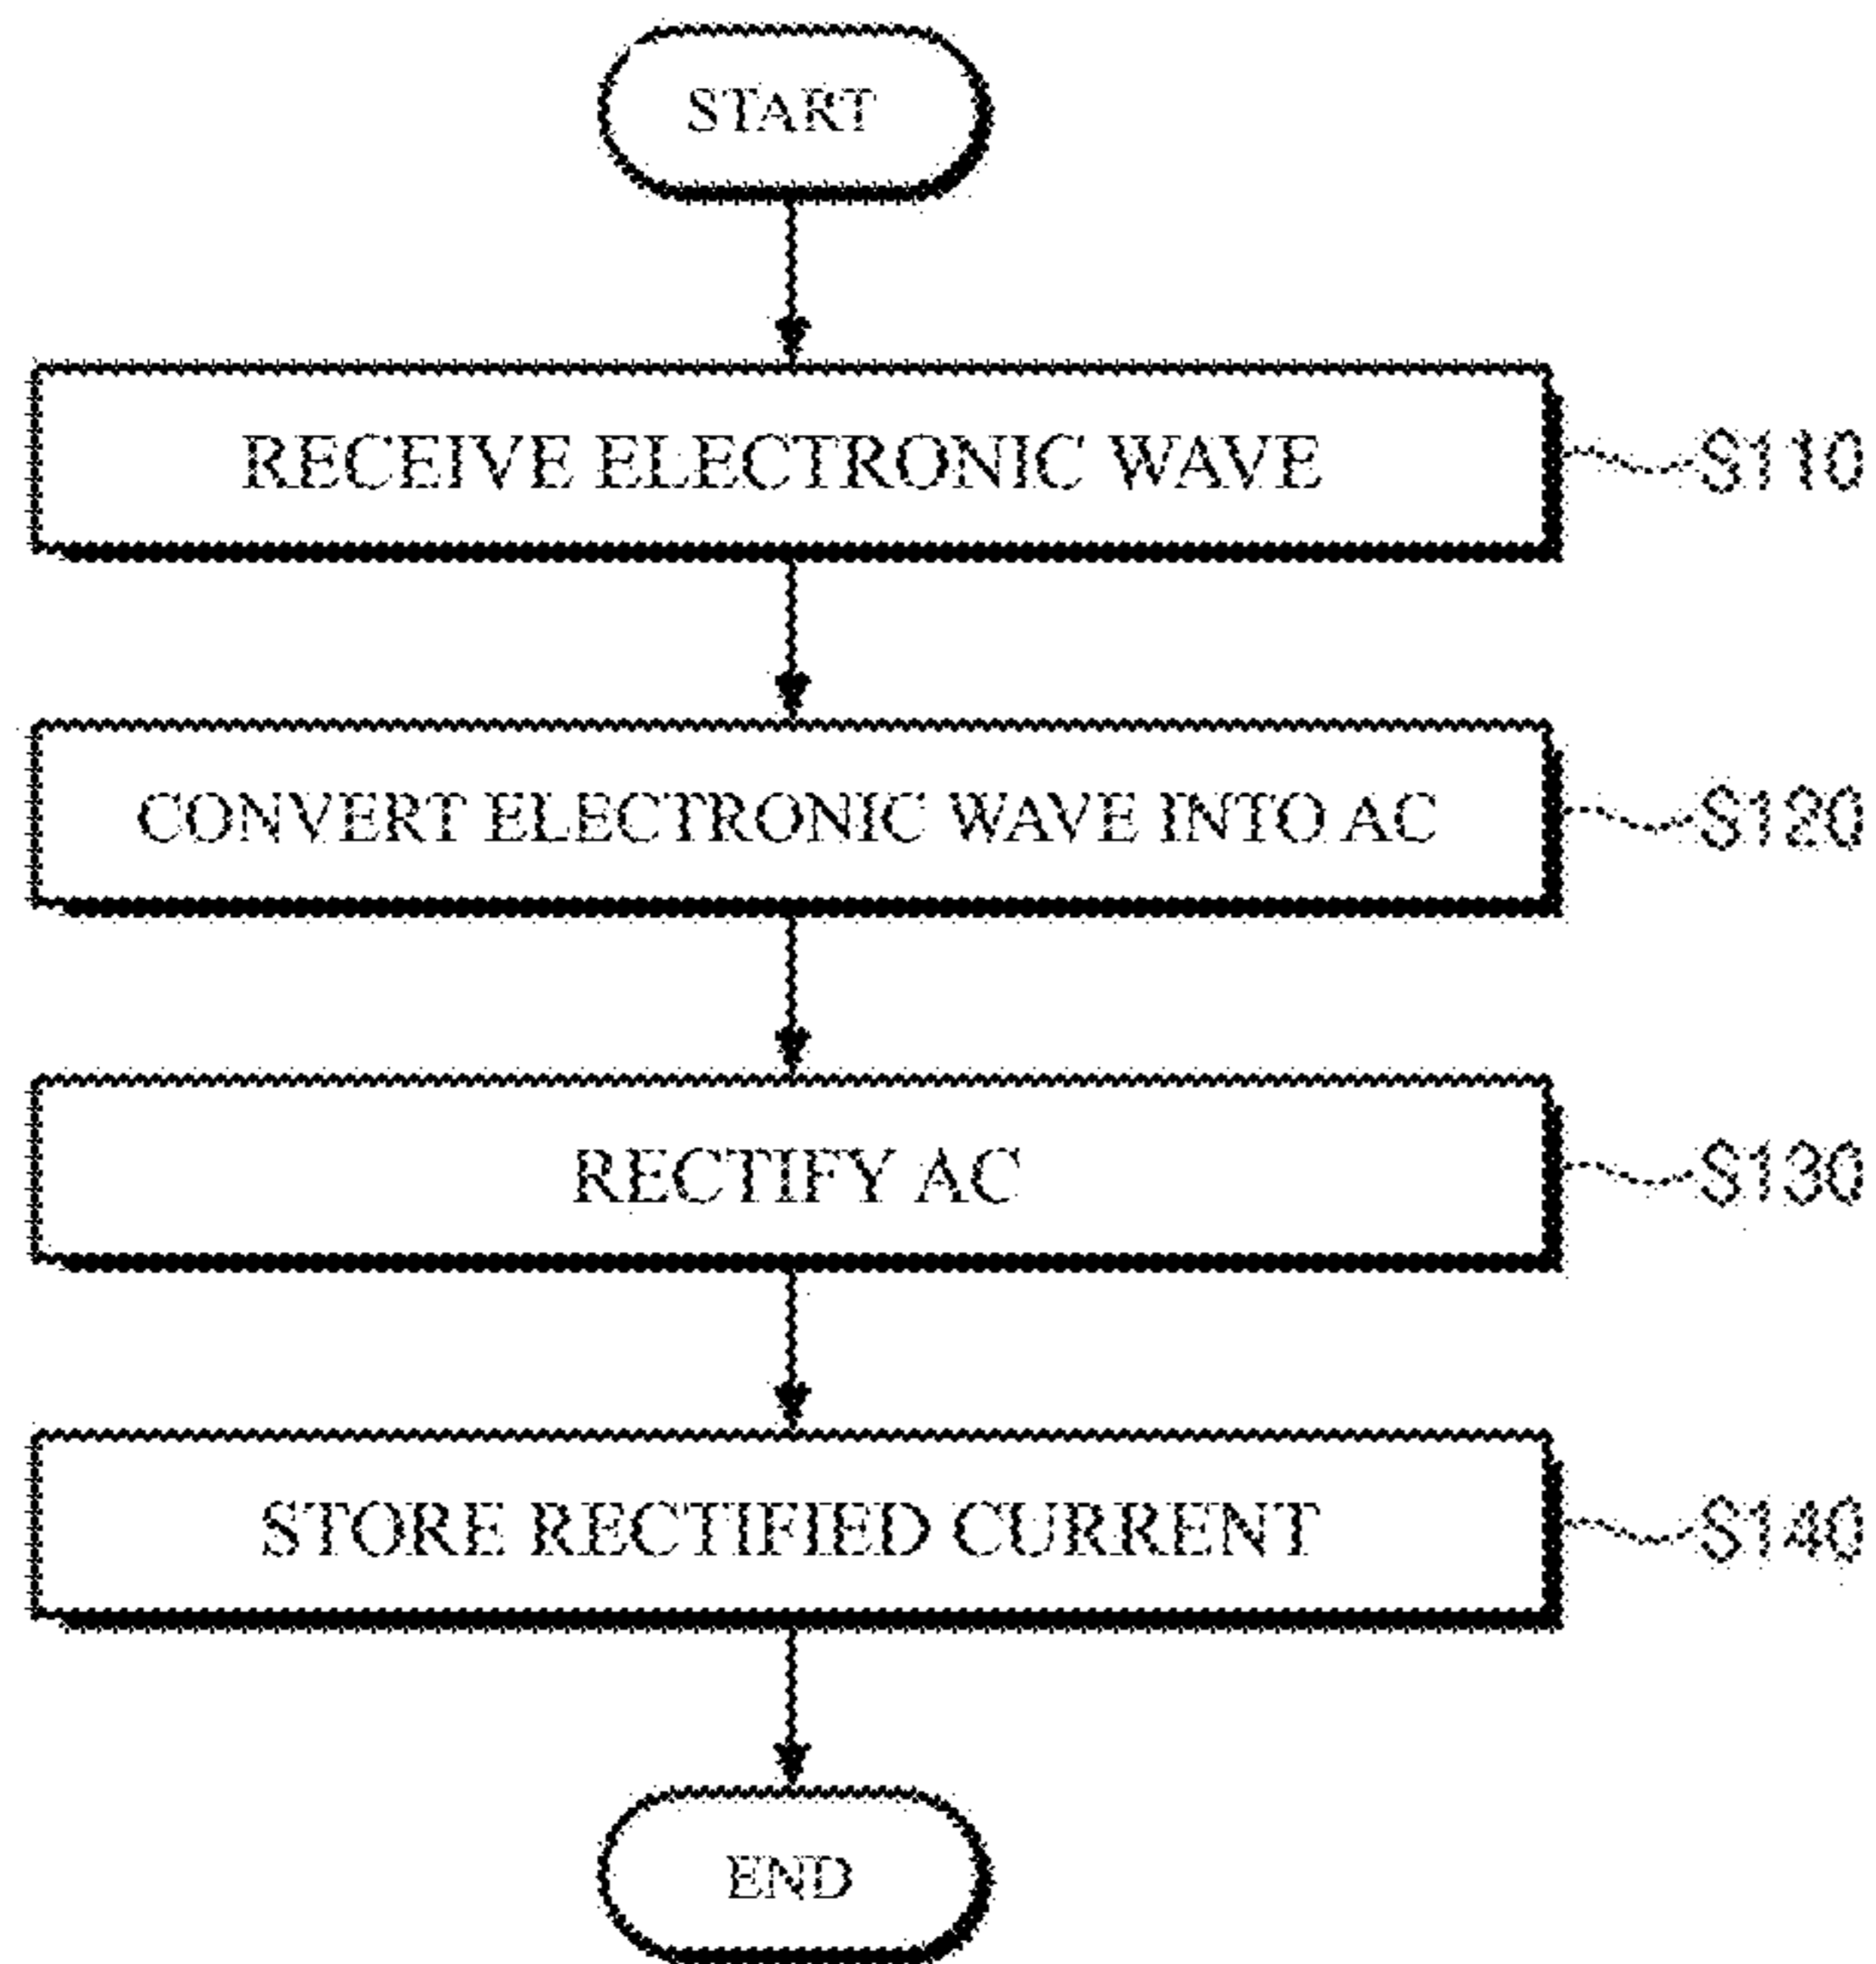 START
RECEIVE ELECTRONIC WAVE
S110
CONVERT ELECTRONIC WAVE INTO AC
S120
RECTIFY AC
S130
STORE RECTIFIED CURRENT
S140
END